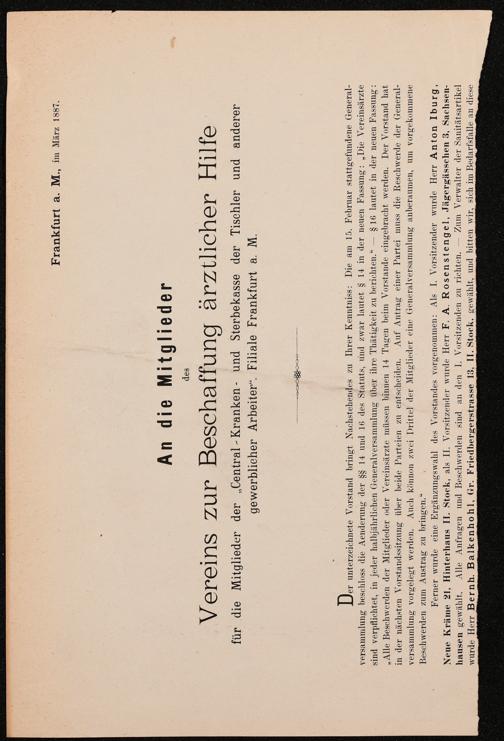 Frankfurt a. M., im März 1887.
An die Mitglieder
des
Vereins zur Beschaffung ärztlicher Hilfe
für die Mitglieder der „Central-Kranken- und Sterbekasse der Tischler und anderer
gewerblicher Arbeiter“, Filiale Frankfurt a. M.
Der unterzeichnete Vorstand bringt Nachstehendes zu Ihrer Kenntniss: Die am 15. Februar stattgefundene General-
versammlung beschloss die Aenderung der §§ 14 und 16 des Statuts, und zwar lautet § 14 in der neuen Fassung: „Die Vereinsärzte
sind verpflichtet, in jeder halbjährlichen Generalversammlung über ihre Thätigkeit zu berichten.“ — § 16 lautet in der neuen Fassung:
„Alle Beschwerden der Mitglieder oder Vereinsärzte müssen binnen 14 Tagen beim Vorstande eingebracht werden. Der Vorstand hat
in der nächsten Vorstandssitzung über beide Parteien zu entscheiden. Auf Antrag einer Partei muss die Beschwerde der General-
versammlung vorgelegt werden. Auch können zwei Drittel der Mitglieder eine Generalversammlung anberaumen, um vorgekommene
Beschwerden zum Austrag zu bringen.“
Ferner wurde eine Ergänzungswahl des Vorstandes vorgenommen: Als I. Vorsitzender wurde Herr Anton Iburg,
Neue Kräme 21, Hinterhaus II. Stock, als II. Vorsitzender wurde Herr F. A. Rosenstengel, Jägergässchen 3, Sachsen-
hausen gewählt. Alle Anfragen und Beschwerden sind an den I. Vorsitzenden zu richten. — Zum Verwalter der Sanitätsartikel
wurde Herr Bernh. Balkenhohl, Gr. Friedbergerstrasse 13, II. Stock, gewählt, und bitten wir, sich im Bedarfsfalle an diese